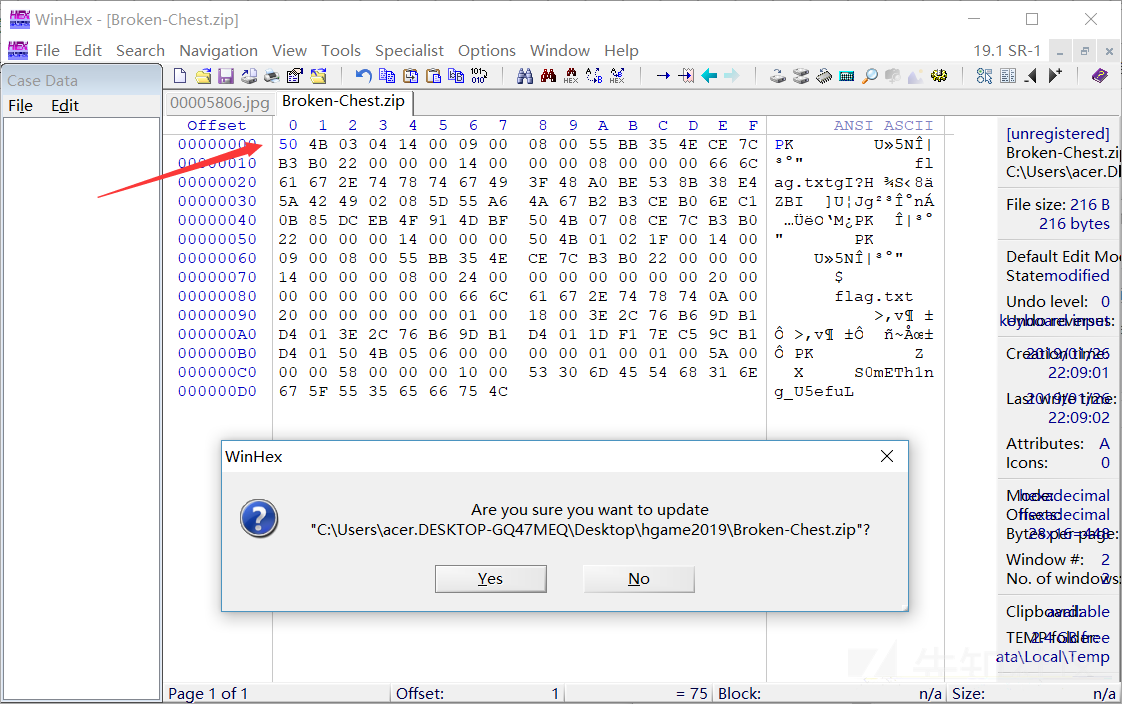 WinHex - [Broken-Chest.zip]
File Edit Search Navigation View Tools Specialist Options Window Help 19.1 SR-1
Case Data
File Edit
00005806.jpg Broken-Chest.zip
Offset 0 1 2 3 4 5 6 7 8 9 A B C D E F ANSI ASCII
00000000 50 4B 03 04 14 00 09 00 08 00 55 BB 35 4E CE 7C PK U»5NÎ|
00000010 B3 B0 22 00 00 00 14 00 00 00 08 00 00 00 66 6C ³°" fl
00000020 61 67 2E 74 78 74 67 49 3F 48 A0 BE 53 8B 38 E4 ag.txtgI?H ¾S‹8ä
00000030 5A 42 49 02 08 5D 55 A6 4A 67 B2 B3 CE B0 6E C1 ZBI ]U¦Jg²³Î°nÁ
00000040 0B 85 DC EB 4F 91 4D BF 50 4B 07 08 CE 7C B3 B0 …ÜëO‘M¿PK Î|³°
00000050 22 00 00 00 14 00 00 00 50 4B 01 02 1F 00 14 00 " PK
00000060 09 00 08 00 55 BB 35 4E CE 7C B3 B0 22 00 00 00 U»5NÎ|³°"
00000070 14 00 00 00 08 00 24 00 00 00 00 00 00 00 20 00 $
00000080 00 00 00 00 00 00 66 6C 61 67 2E 74 78 74 0A 00 flag.txt
00000090 20 00 00 00 00 00 01 00 18 00 3E 2C 76 B6 9D B1 >,v¶ ±
000000A0 D4 01 3E 2C 76 B6 9D B1 D4 01 1D F1 7E C5 9C B1 Ô >,v¶ ±Ô ñ~Åœ±
000000B0 D4 01 50 4B 05 06 00 00 00 00 01 00 01 00 5A 00 Ô PK Z
000000C0 00 00 58 00 00 00 10 00 53 30 6D 45 54 68 31 6E X S0mETh1n
000000D0 67 5F 55 35 65 66 75 4C g_U5efuL
[unregistered]
Broken-Chest.zi
C:\Users\acer.D
File size: 216 B
216 bytes
Default Edit Mo
State modified
Undo level: 0
Undo reverses: keyboard input
Creation time: 2019/01/26
22:09:01
Last write time: 2019/01/26
22:09:02
Attributes: A
Icons: 0
Mode: hexadecimal
Offsets: hexadecimal
Bytes per page: 28x16=448
Window #: 2
No. of windows: 2
Clipboard: available
TEMP folder: 2.4 GB free
ata\Local\Temp
WinHex
Are you sure you want to update
"C:\Users\acer.DESKTOP-GQ47MEQ\Desktop\hgame2019\Broken-Chest.zip"?
Yes No
Page 1 of 1 Offset: 1 = 75 Block: n/a Size: n/a